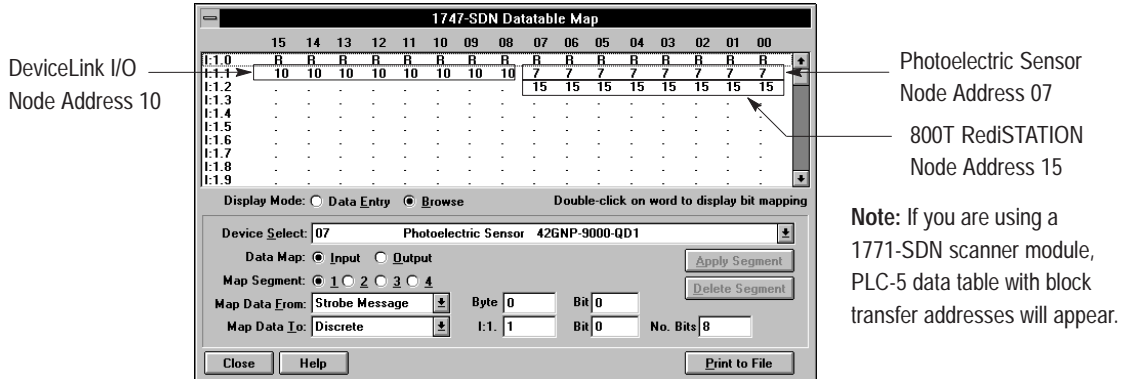 1747-SDN Datatable Map
15 14 13 12 11 10 09 08 07 06 05 04 03 02 01 00
I:1.0 R R R R R R R R R R R R R R R R
I:1.1 10 10 10 10 10 10 10 10 7 7 7 7 7 7 7 7
I:1.2 . . . . . . . . 15 15 15 15 15 15 15 15
I:1.3 . . . . . . . . . . . . . . . .
I:1.4 . . . . . . . . . . . . . . . .
I:1.5 . . . . . . . . . . . . . . . .
I:1.6 . . . . . . . . . . . . . . . .
I:1.7 . . . . . . . . . . . . . . . .
I:1.8 . . . . . . . . . . . . . . . .
I:1.9 . . . . . . . . . . . . . . . .
DeviceLink I/O
Node Address 10
Photoelectric Sensor
Node Address 07
800T RediSTATION
Node Address 15
Display Mode: Data Entry Browse Double-click on word to display bit mapping
Device Select: 07 Photoelectric Sensor 42GNP-9000-QD1
Data Map: Input Output Apply Segment
Map Segment: 1 2 3 4 Delete Segment
Map Data From: Strobe Message Byte 0 Bit 0
Map Data To: Discrete I:1. 1 Bit 0 No. Bits 8
Close Help Print to File
Note: If you are using a
1771-SDN scanner module,
PLC-5 data table with block
transfer addresses will appear.